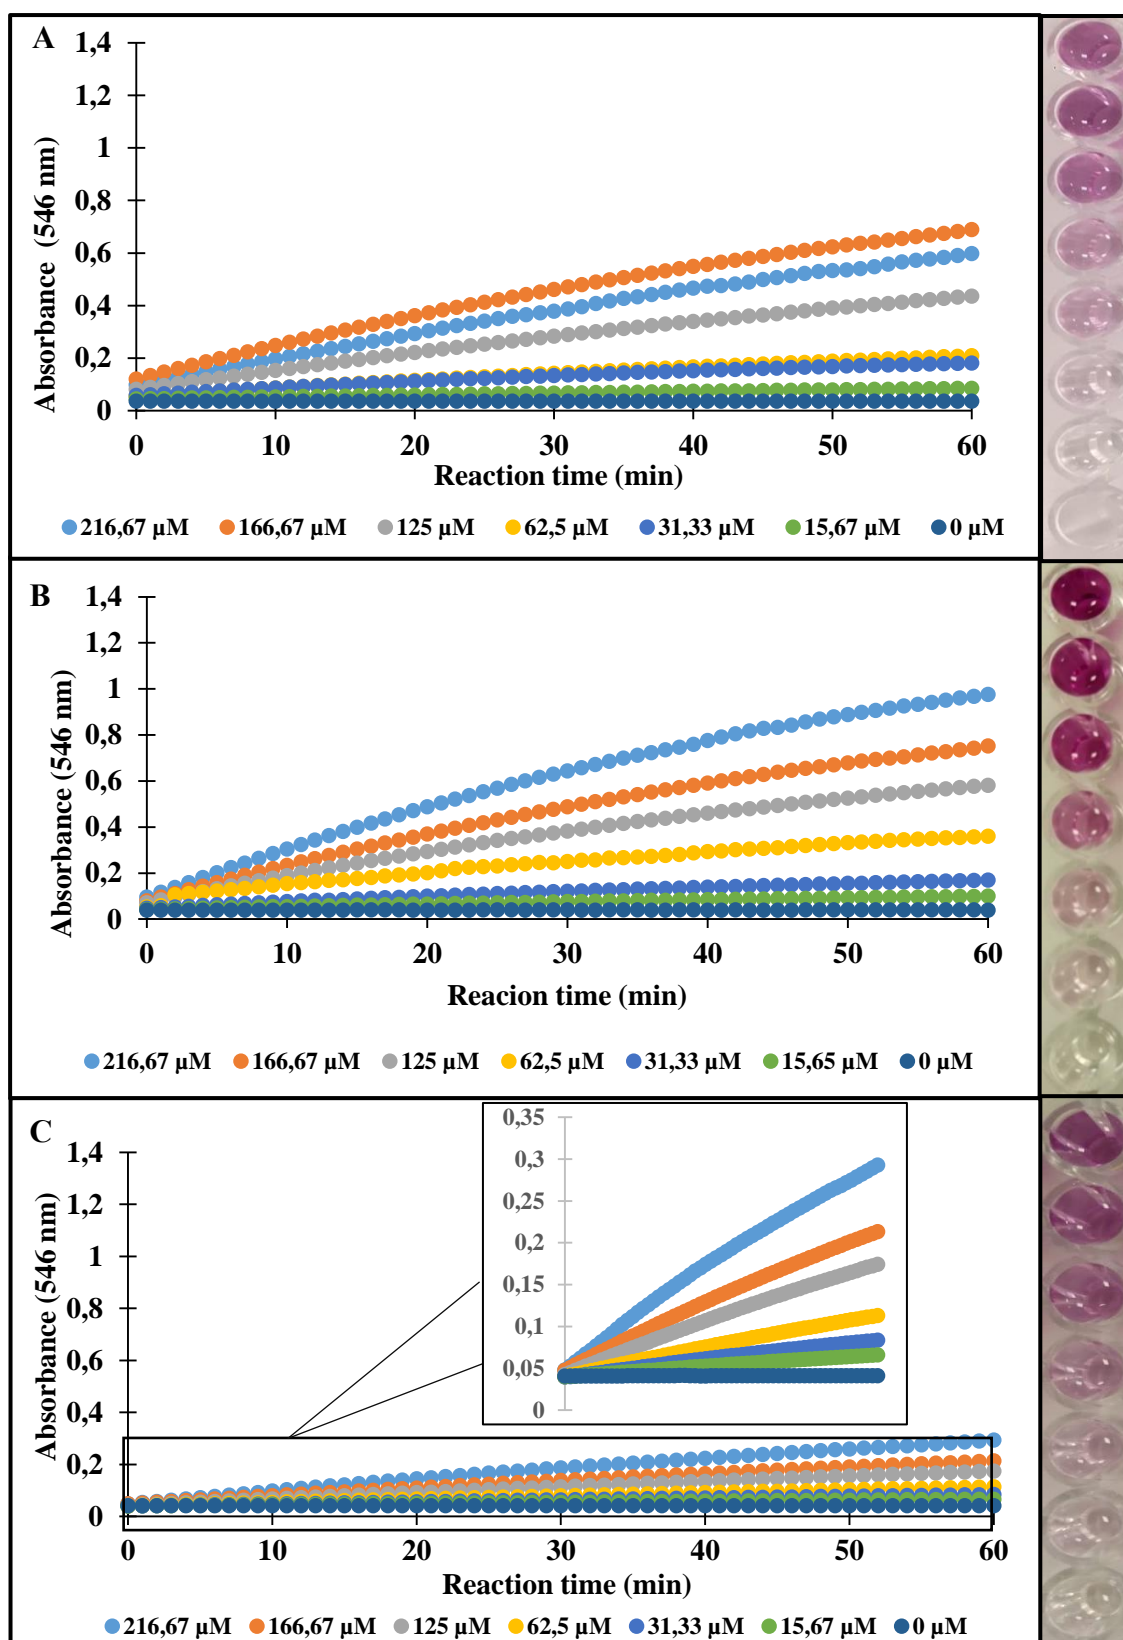 A
1,4
1,2
1
0,8
0,6
0,4
0,2
0
Absorbance (546 nm)
0 10 20 30 40 50 60
Reaction time (min)
216,67 µM 166,67 µM 125 µM 62,5 µM 31,33 µM 15,67 µM 0 µM
B
1,4
1,2
1
0,8
0,6
0,4
0,2
0
Absorbance (546 nm)
0 10 20 30 40 50 60
Reacion time (min)
216,67 µM 166,67 µM 125 µM 62,5 µM 31,33 µM 15,65 µM 0 µM
C
1,4
1,2
1
0,8
0,6
0,4
0,2
0
Absorbance (546 nm)
0,35
0,3
0,25
0,2
0,15
0,1
0,05
0
0 10 20 30 40 50 60
Reaction time (min)
216,67 µM 166,67 µM 125 µM 62,5 µM 31,33 µM 15,67 µM 0 µM